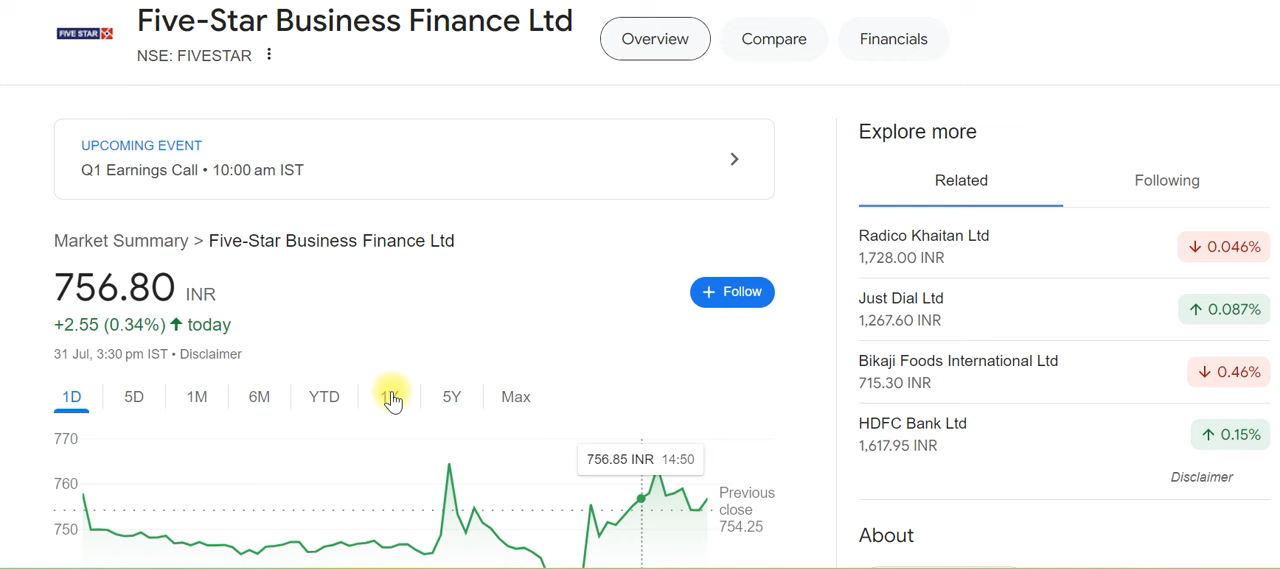 FIVE STAR
Five-Star Business Finance Ltd
NSE: FIVESTAR
Overview
Compare
Financials
UPCOMING EVENT
Q1 Earnings Call • 10:00 am IST
Market Summary > Five-Star Business Finance Ltd
756.80 INR
+ Follow
+2.55 (0.34%) ↑ today
31 Jul, 3:30 pm IST • Disclaimer
1D
5D
1M
6M
YTD
5Y
Max
770
760
750
756.85 INR 14:50
Previous
close
754.25
Explore more
Related
Following
Radico Khaitan Ltd
1,728.00 INR
↓ 0.046%
Just Dial Ltd
1,267.60 INR
↑ 0.087%
Bikaji Foods International Ltd
715.30 INR
↓ 0.46%
HDFC Bank Ltd
1,617.95 INR
↑ 0.15%
Disclaimer
About